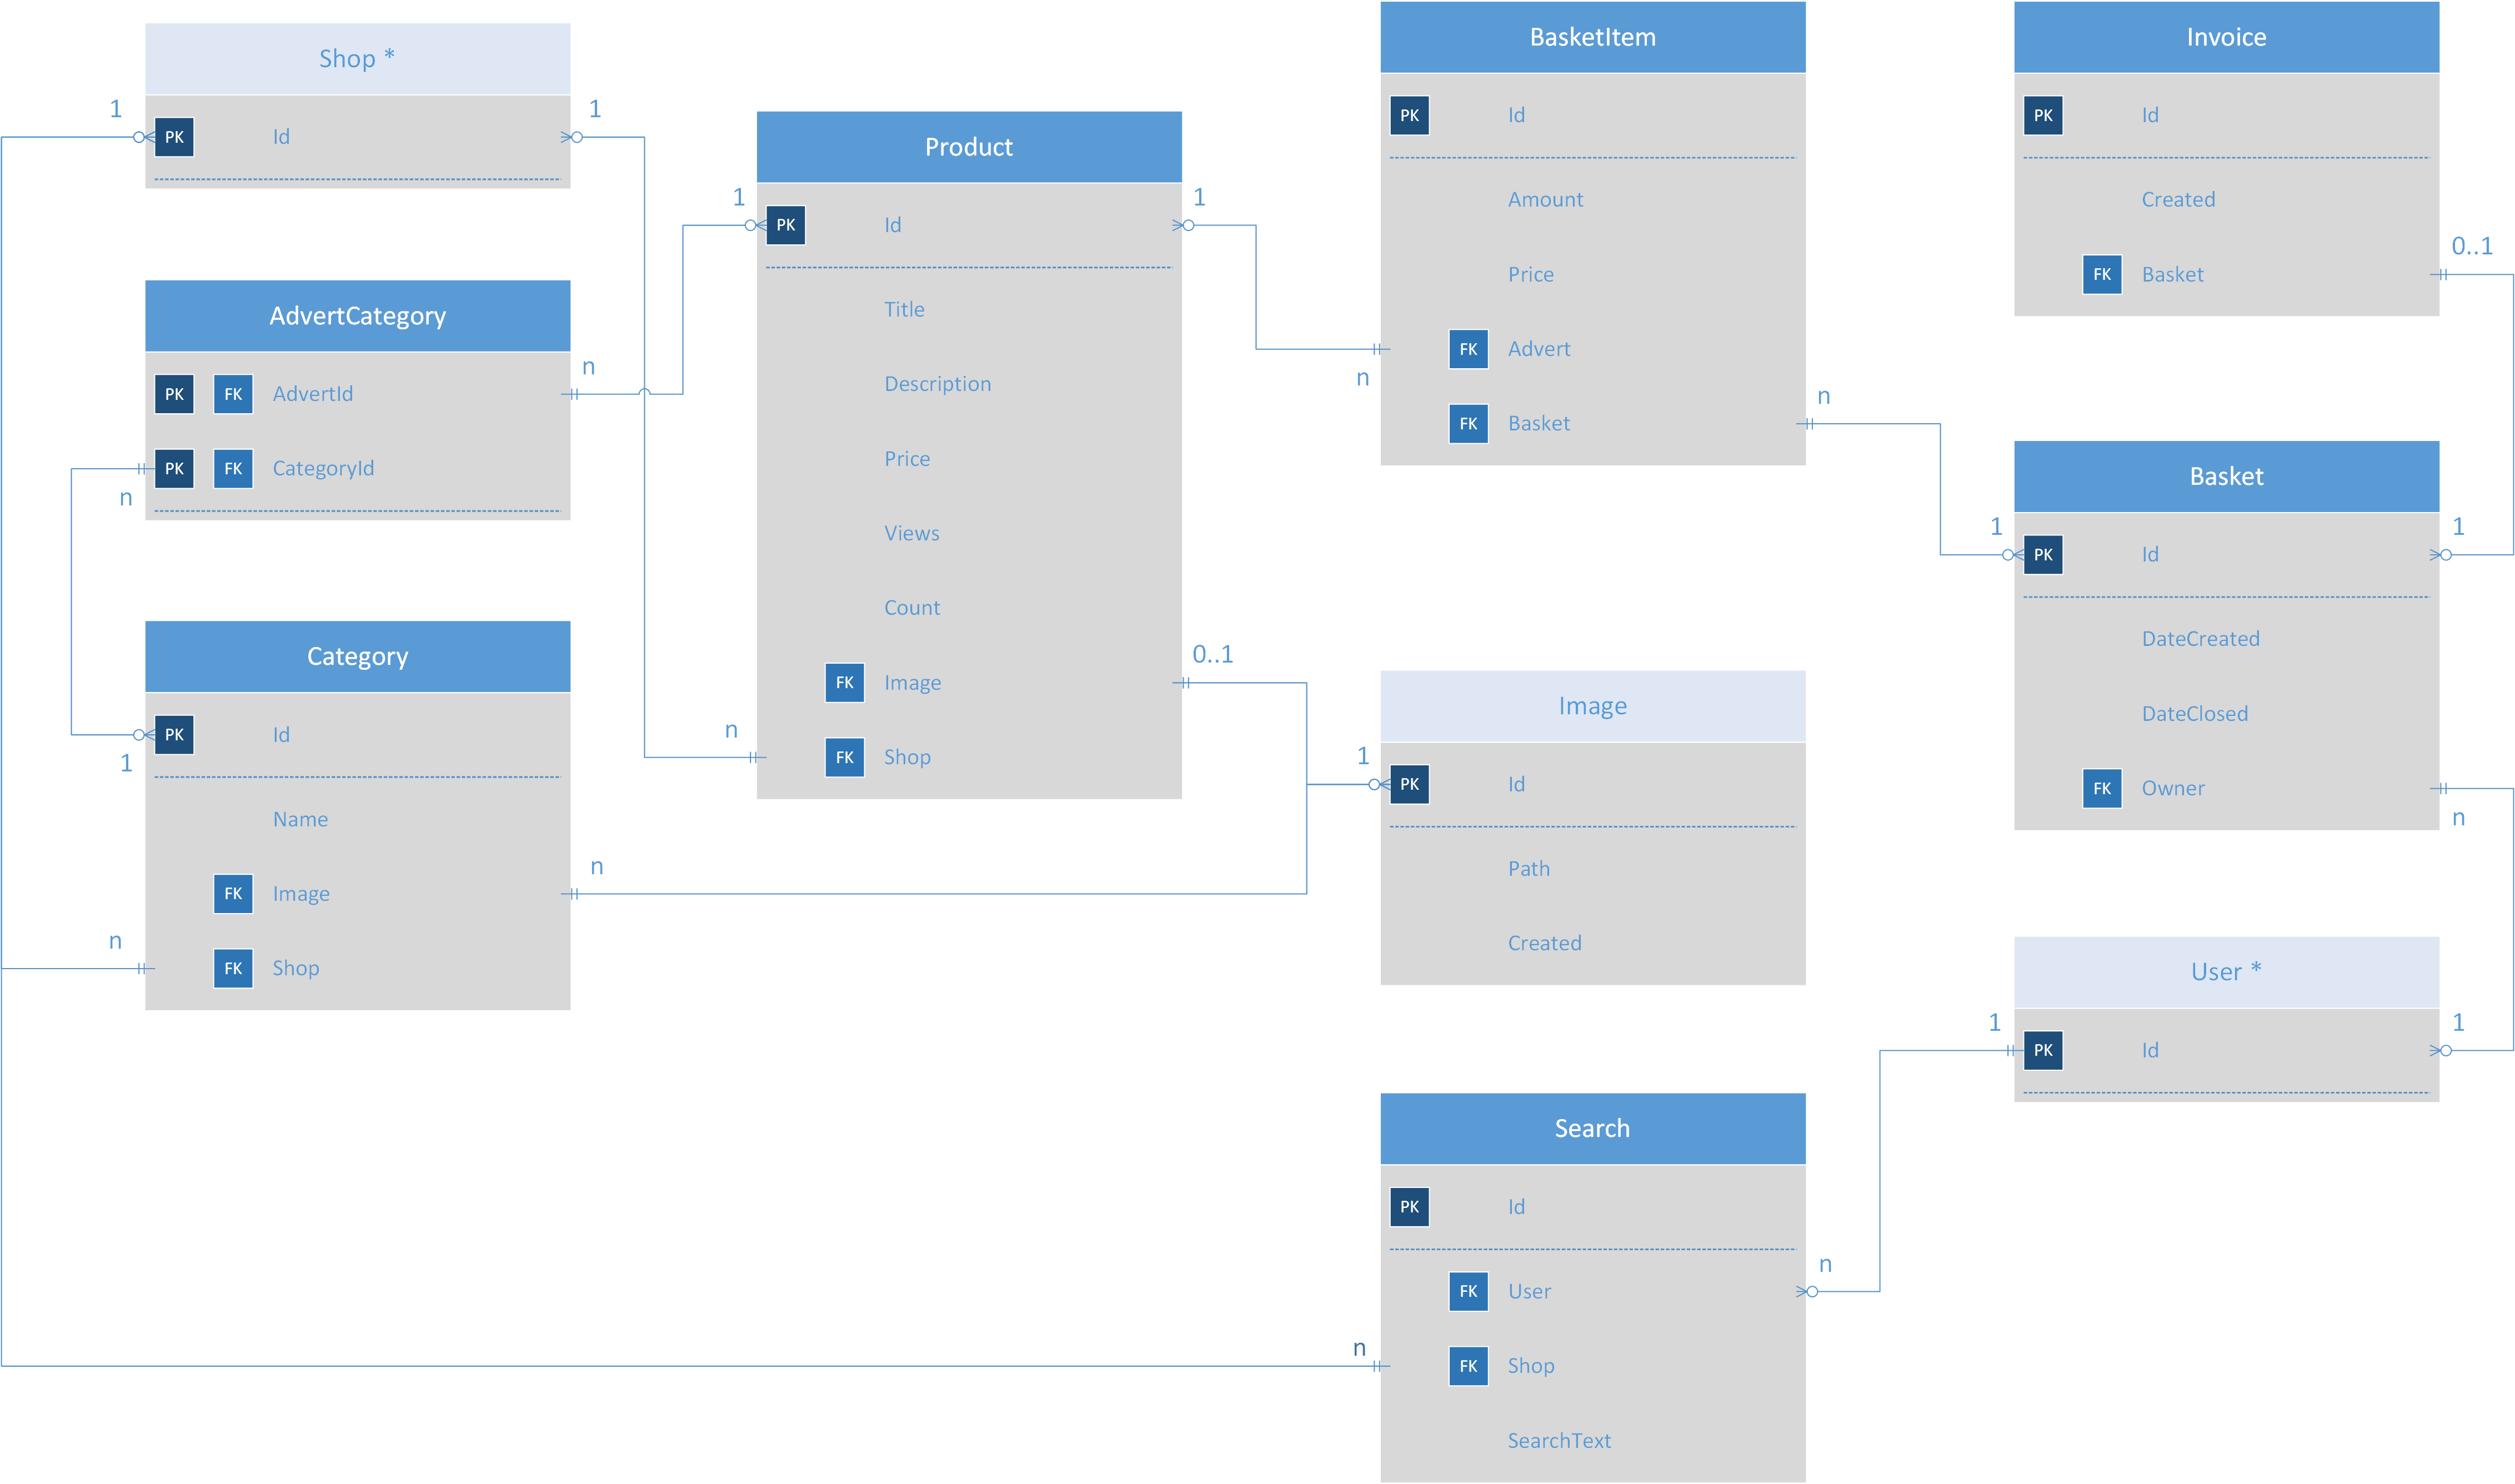 Shop *
1
1
PK Id
AdvertCategory
n
PK FK AdvertId
PK FK CategoryId
n
Category
PK Id
1
Name
n
FK Image
n
FK Shop
Product
1
1
PK Id
Title
Description
Price
Views
Count
0..1
FK Image
n
FK Shop
BasketItem
PK Id
Amount
Price
FK Advert
n
n
FK Basket
Image
1
PK Id
Path
Created
Search
PK Id
n
FK User
n
FK Shop
SearchText
Invoice
PK Id
Created
0..1
FK Basket
Basket
1
1
PK Id
DateCreated
DateClosed
FK Owner
n
User *
1
1
PK Id